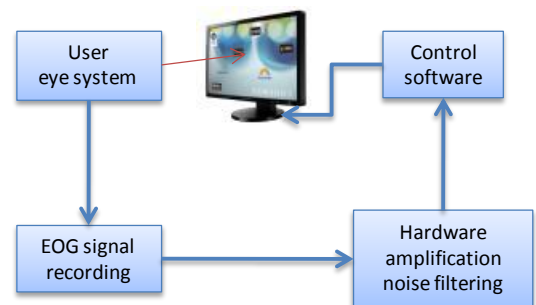 User
eye system
Control
software
EOG signal
recording
Hardware
amplification
noise filtering